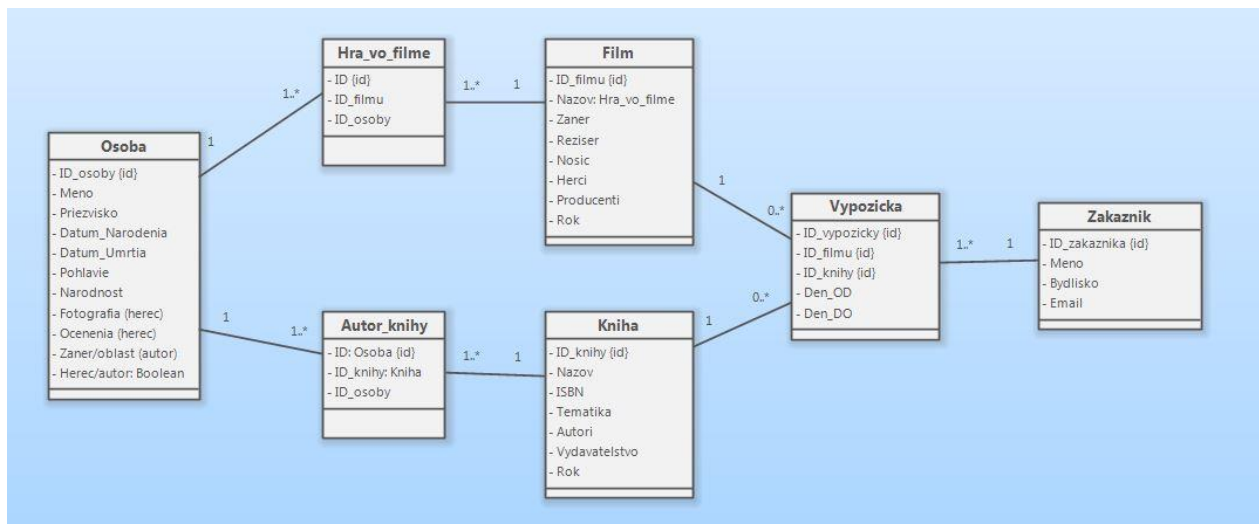 Hra_vo_filme
- ID {id}
- ID_filmu
- ID_osoby
1..*
1
Film
- ID_filmu {id}
- Nazov: Hra_vo_filme
- Zaner
- Reziser
- Nosic
- Herci
- Producenti
- Rok
1..*
1
Osoba
- ID_osoby {id}
- Meno
- Priezvisko
- Datum_Narodenia
- Datum_Umrtia
- Pohlavie
- Narodnost
- Fotografia (herec)
- Ocenenia (herec)
- Zaner/oblast (autor)
- Herec/autor: Boolean
1
0..*
Vypozicka
- ID_vypozicky {id}
- ID_filmu {id}
- ID_knihy {id}
- Den_OD
- Den_DO
1..*
1
Zakaznik
- ID_zakaznika {id}
- Meno
- Bydlisko
- Email
1
1..*
Autor_knihy
- ID: Osoba {id}
- ID_knihy: Kniha
- ID_osoby
1..*
1
Kniha
- ID_knihy {id}
- Nazov
- ISBN
- Tematika
- Autori
- Vydavatelstvo
- Rok
1
0..*